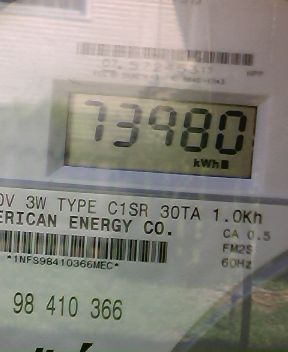 73980
kWh
0V 3W TYPE C1SR 30TA 1.0Kh
ERICAN ENERGY CO.
CA 0.5
FM2S
*1NFS98410366MEC*
60Hz
98 410 366